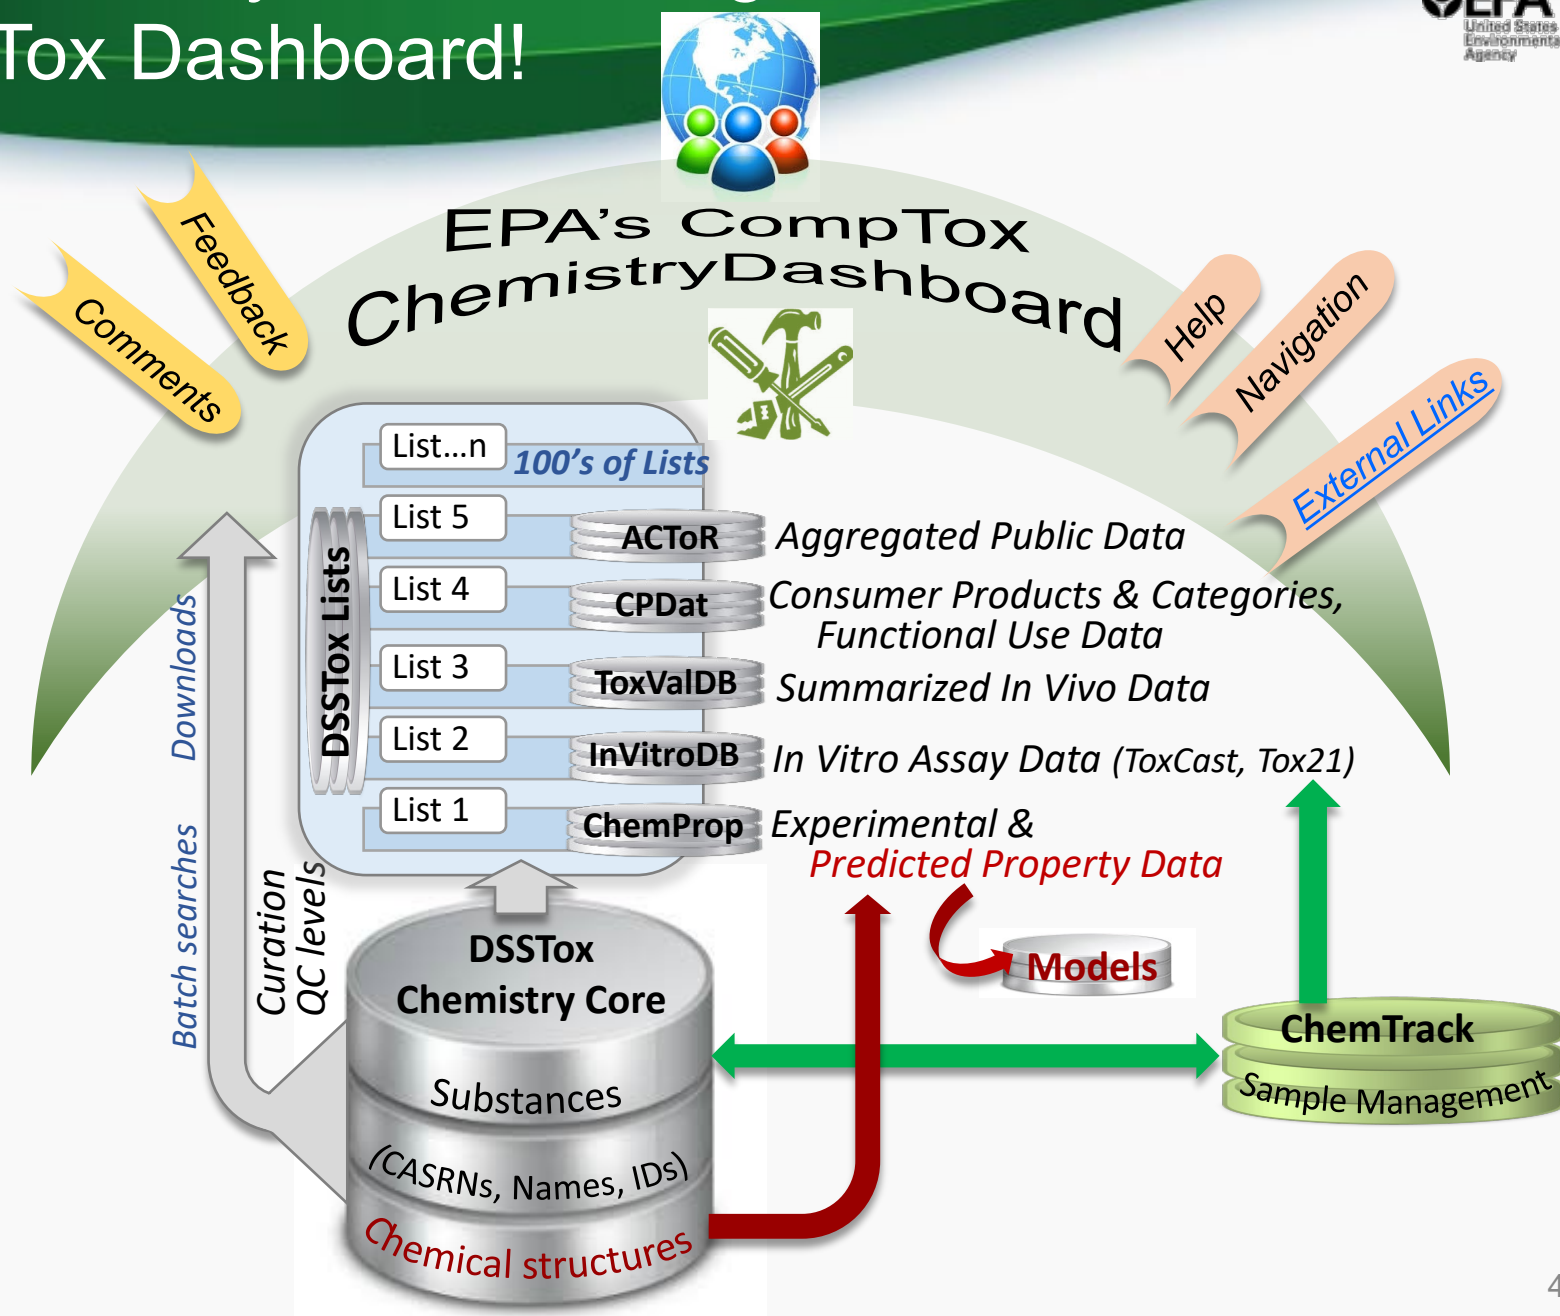 Tox Dashboard!
EPA
United States
Environmental
Agency
EPA's CompTox
ChemistryDashboard
Feedback
Comments
Help
Navigation
External Links
List...n
100's of Lists
List 5
ACToR
Aggregated Public Data
List 4
CPDat
Consumer Products & Categories,
Functional Use Data
List 3
ToxValDB
Summarized In Vivo Data
List 2
InVitroDB
In Vitro Assay Data (ToxCast, Tox21)
List 1
ChemProp
Experimental &
Predicted Property Data
DSSTox Lists
Downloads
Batch searches
Curation
QC levels
Models
DSSTox
Chemistry Core
Substances
(CASRNs, Names, IDs)
Chemical structures
ChemTrack
Sample Management
4